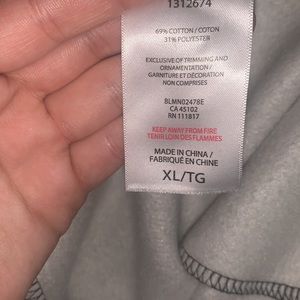 1312674
69% COTTON / COTON
31% POLYESTER
EXCLUSIVE OF TRIMMING AND
ORNAMENTATION /
GARNITURE ET DÉCORATION
NON COMPRISES
BLMN02478E
CA 45102
RN 111817
KEEP AWAY FROM FIRE
TENIR LOIN DES FLAMMES
MADE IN CHINA /
FABRIQUÉ EN CHINE
XL/TG